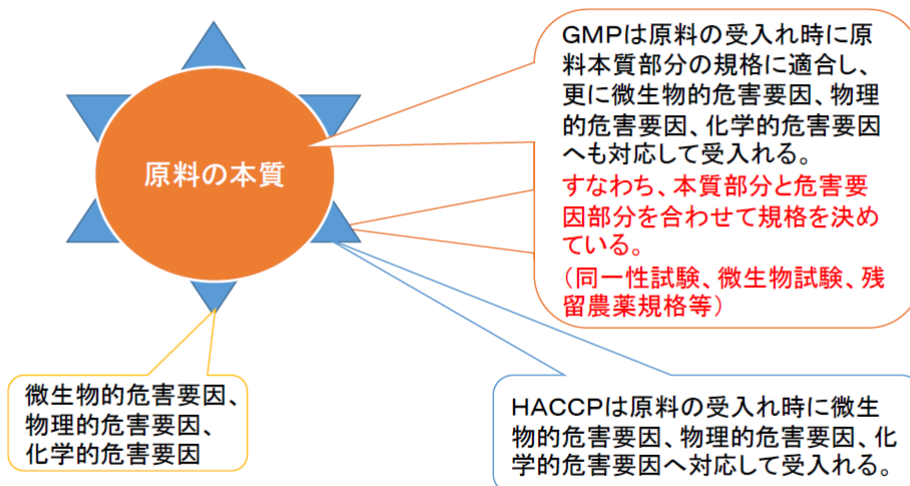 原料の本質
GMPは原料の受入れ時に原
料本質部分の規格に適合し、
更に微生物的危害要因、物理
的危害要因、化学的危害要因
へも対応して受入れる。
すなわち、本質部分と危害要
因部分を合わせて規格を決め
ている。
（同一性試験、微生物試験、残
留農薬規格等）
微生物的危害要因、
物理的危害要因、
化学的危害要因
HACCPは原料の受入れ時に微生
物的危害要因、物理的危害要因、化
学的危害要因へ対応して受入れる。